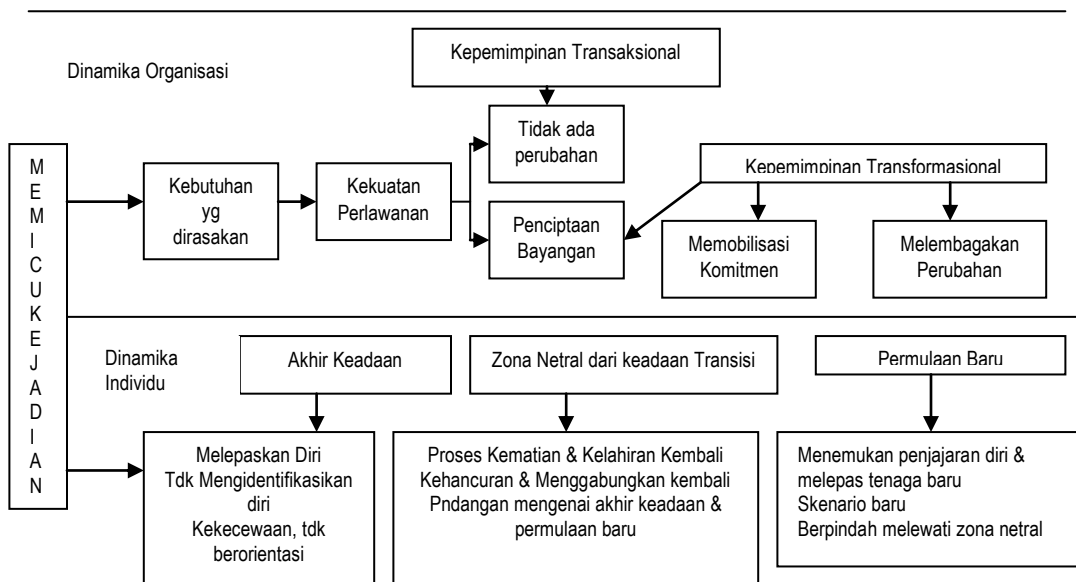 Kepemimpinan Transaksional
Dinamika Organisasi
Tidak ada
perubahan
Kepemimpinan Transformasional
M
E
M
I
C
U
K
E
J
A
D
I
A
N
Kebutuhan
yg
dirasakan
Kekuatan
Perlawanan
Penciptaan
Bayangan
Memobilisasi
Komitmen
Melembagakan
Perubahan
Dinamika
Individu
Akhir Keadaan
Zona Netral dari keadaan Transisi
Permulaan Baru
Melepaskan Diri
Tdk Mengidentifikasikan
diri
Kekecewaan, tdk
berorientasi
Proses Kematian & Kelahiran Kembali
Kehancuran & Menggabungkan kembali
Pndangan mengenai akhir keadaan &
permulaan baru
Menemukan penjajaran diri &
melepas tenaga baru
Skenario baru
Berpindah melewati zona netral